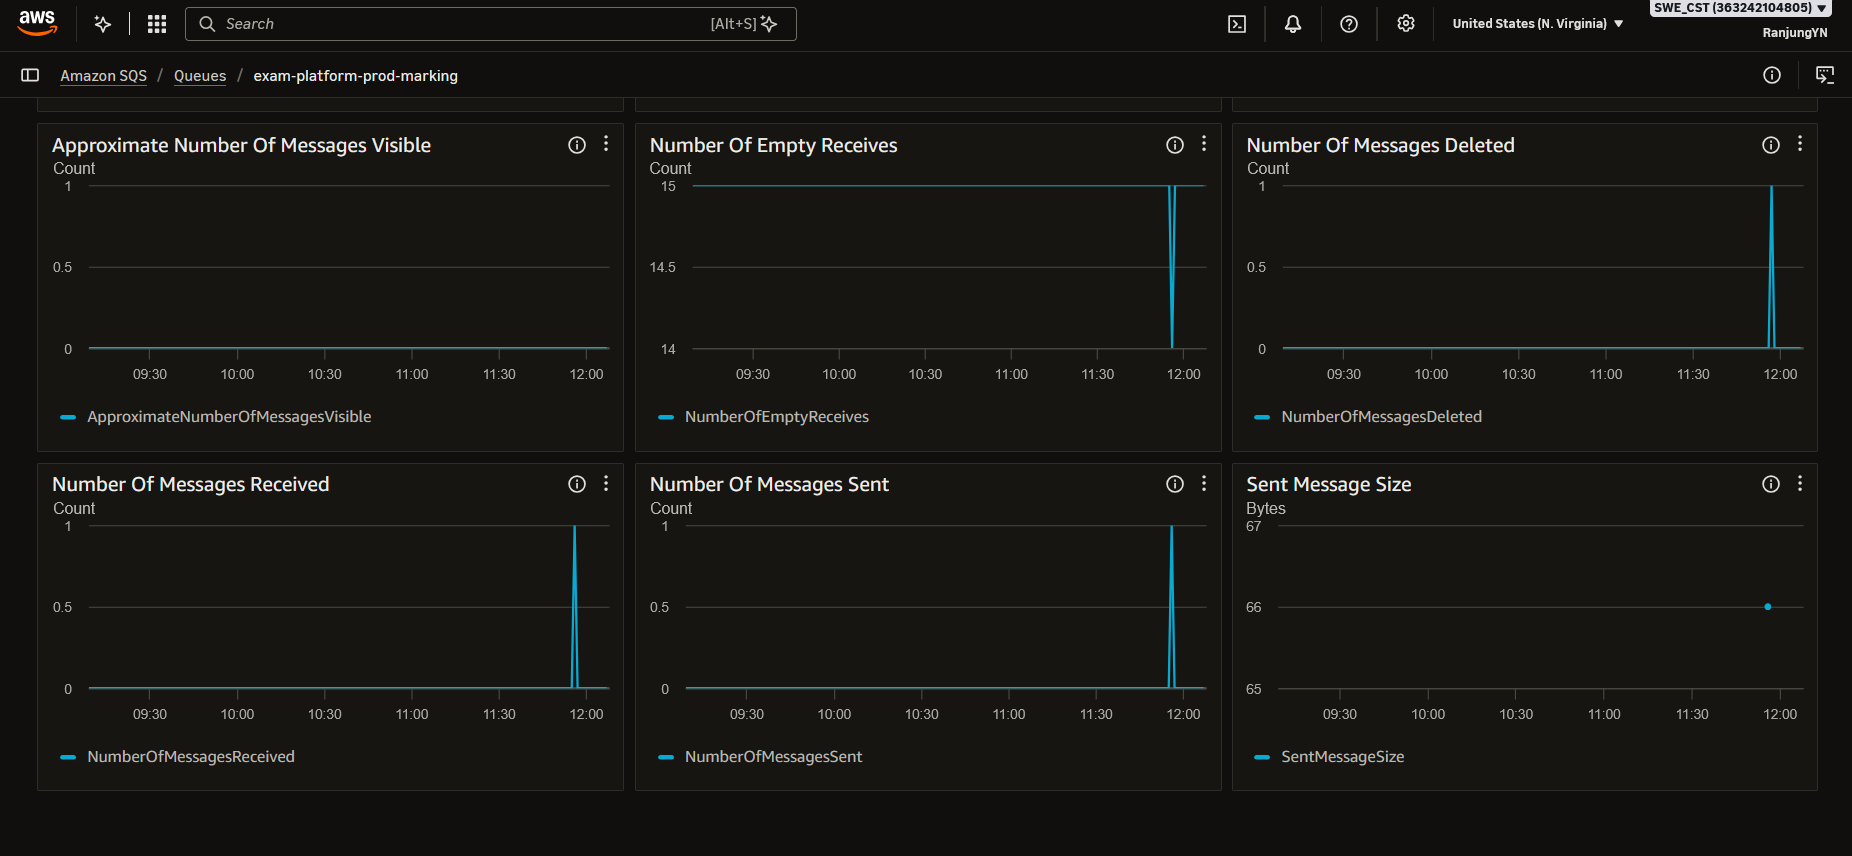 aws
Search
[Alt+S]
United States (N. Virginia)
SWE_CST (363242104805)
RanjungYN
Amazon SQS / Queues / exam-platform-prod-marking
Approximate Number Of Messages Visible
Count
1
0.5
0
09:30 10:00 10:30 11:00 11:30 12:00
ApproximateNumberOfMessagesVisible
Number Of Empty Receives
Count
15
14.5
14
09:30 10:00 10:30 11:00 11:30 12:00
NumberOfEmptyReceives
Number Of Messages Deleted
Count
1
0.5
0
09:30 10:00 10:30 11:00 11:30 12:00
NumberOfMessagesDeleted
Number Of Messages Received
Count
1
0.5
0
09:30 10:00 10:30 11:00 11:30 12:00
NumberOfMessagesReceived
Number Of Messages Sent
Count
1
0.5
0
09:30 10:00 10:30 11:00 11:30 12:00
NumberOfMessagesSent
Sent Message Size
Bytes
67
66
65
09:30 10:00 10:30 11:00 11:30 12:00
SentMessageSize